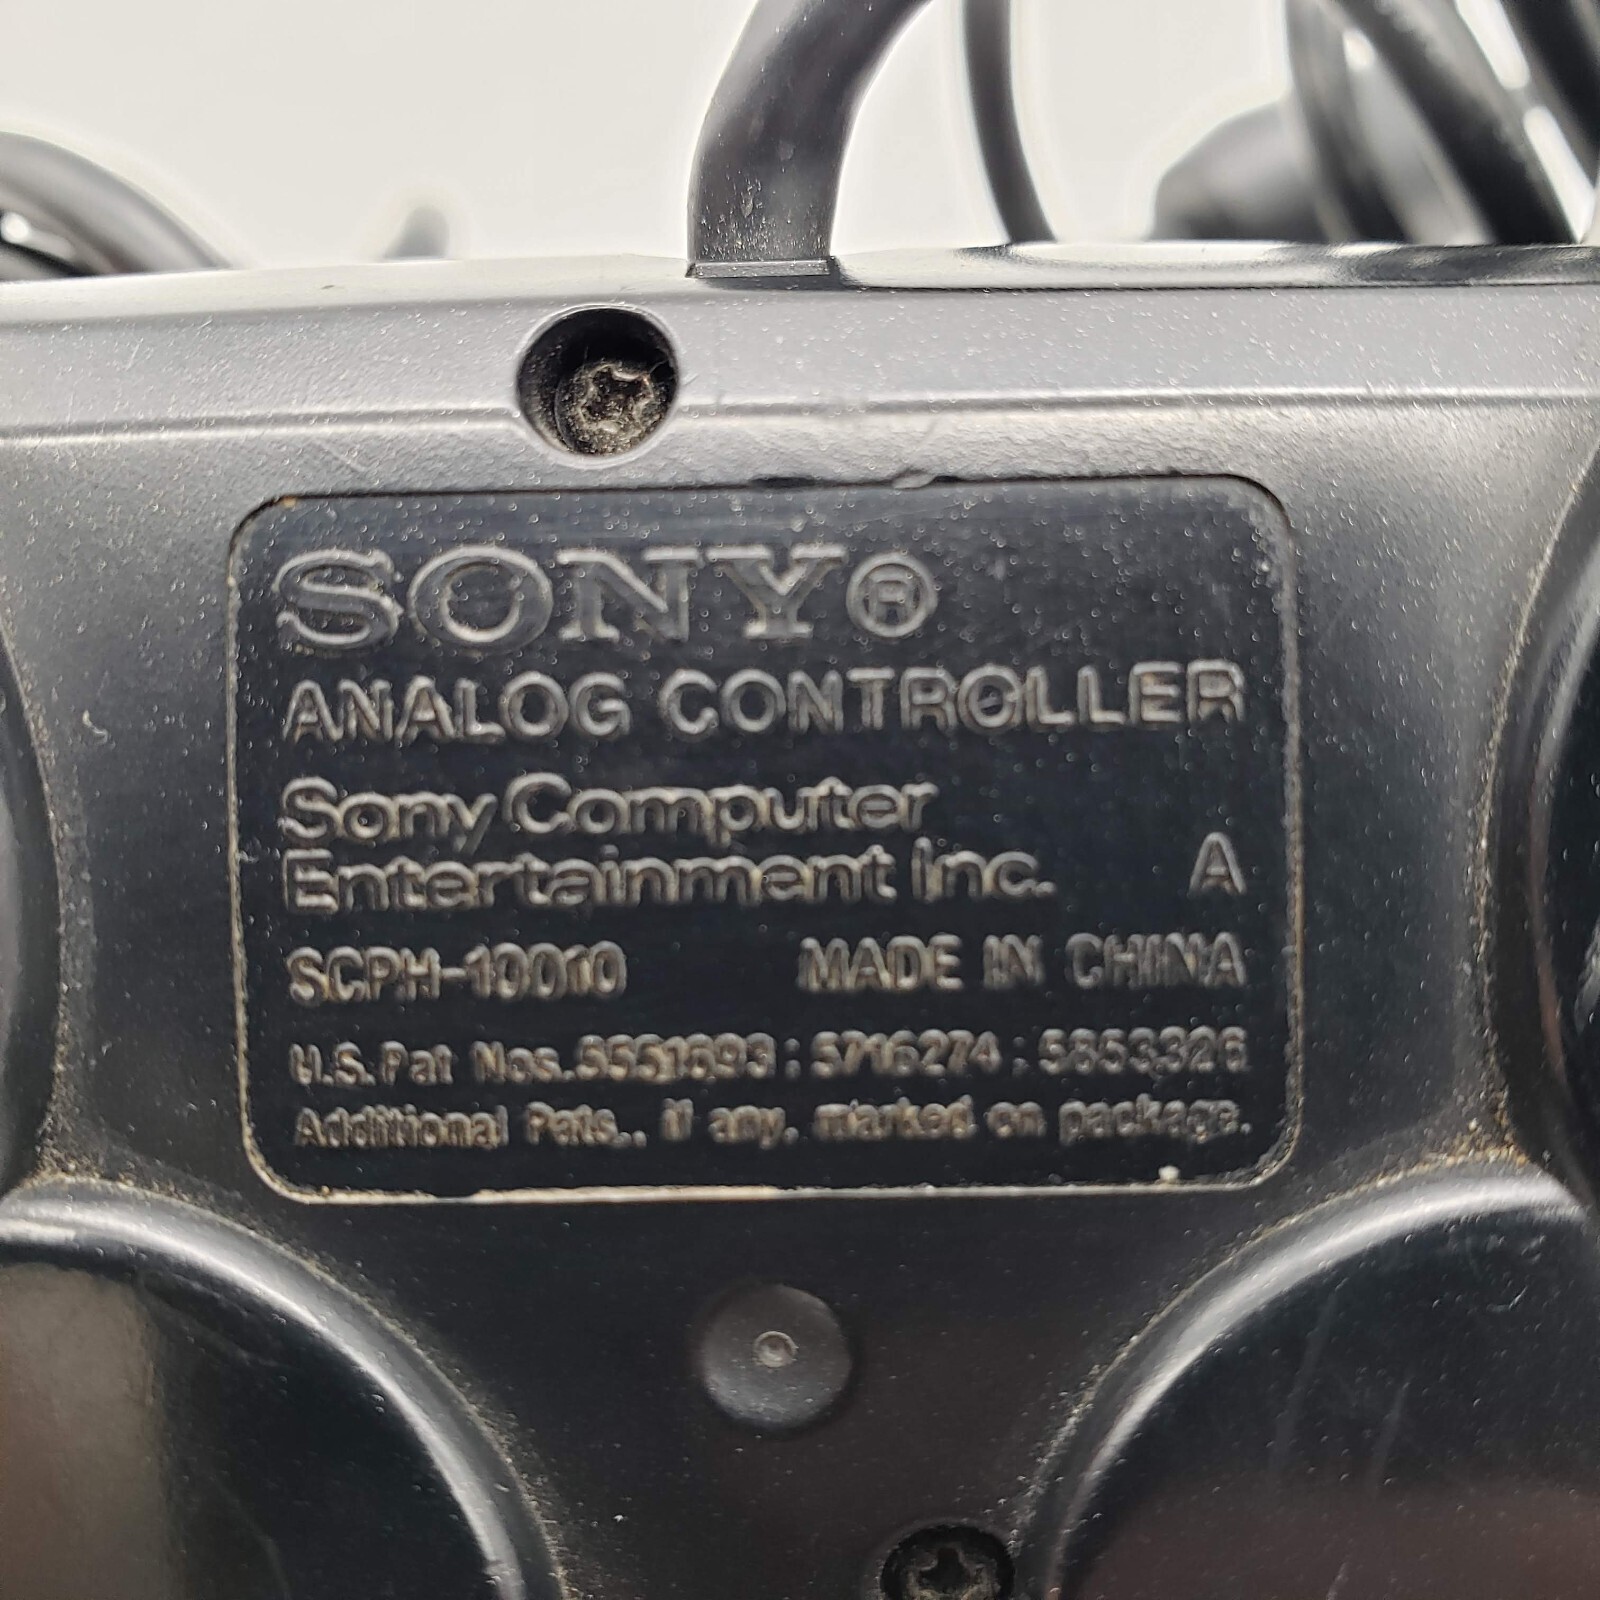 SONY®
ANALOG CONTROLLER
Sony Computer
Entertainment Inc. A
SCPH-10010 MADE IN CHINA
U.S. Pat Nos. 5551693 ; 5716274 ; 5853326
Additional Pats., if any, marked on package.